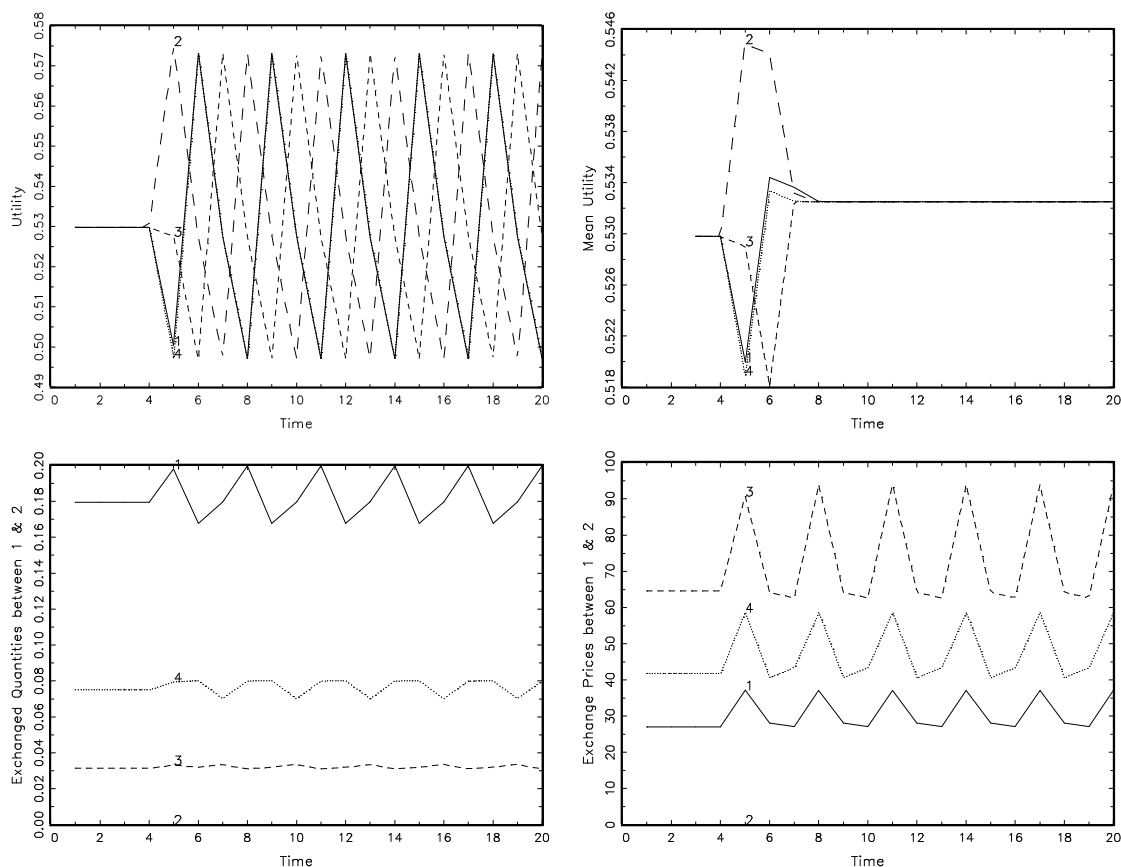 0.49 0.50 0.51 0.52 0.53 0.54 0.55 0.56 0.57 0.58
Utility
2
3
1
4
0 2 4 6 8 10 12 14 16 18 20
Time
0.518 0.522 0.526 0.530 0.534 0.538 0.542 0.546
Mean Utility
2
3
1
4
0 2 4 6 8 10 12 14 16 18 20
Time
0.00 0.02 0.04 0.06 0.08 0.10 0.12 0.14 0.16 0.18 0.20
Exchanged Quantities between 1 & 2
1
4
3
2
0 2 4 6 8 10 12 14 16 18 20
Time
0 10 20 30 40 50 60 70 80 90 100
Exchange Prices between 1 & 2
3
4
1
2
0 2 4 6 8 10 12 14 16 18 20
Time